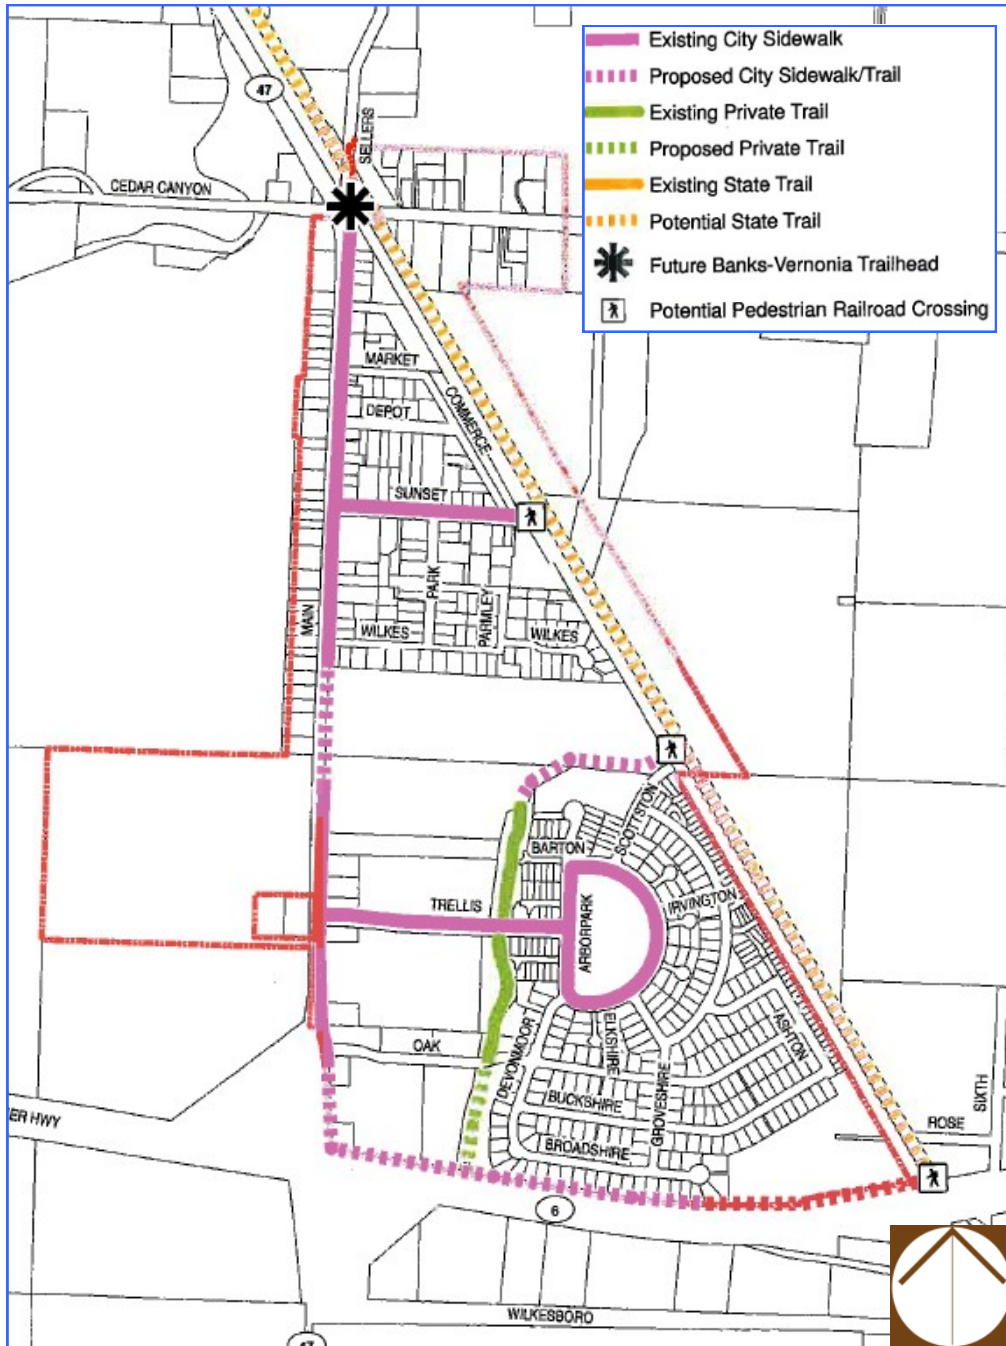 Existing City Sidewalk
Proposed City Sidewalk/Trail
Existing Private Trail
Proposed Private Trail
Existing State Trail
Potential State Trail
Future Banks-Vernonia Trailhead
Potential Pedestrian Railroad Crossing
47
SELLERS
CEDAR CANYON
MARKET
COMMERCE
DEPOT
SUNSET
PARK
PARMLEY
MAIN
WILKES
WILKES
SCOTTSTON
BARTON
TRELLIS
ARBORPARK
IRVINGTON
ASHTON
ELKSHIRE
DEVONMOOR
OAK
GROVESHIRE
BUCKSHIRE
BROADSHIRE
SIXTH
ROSE
ER HWY
6
WILKESBORO
47